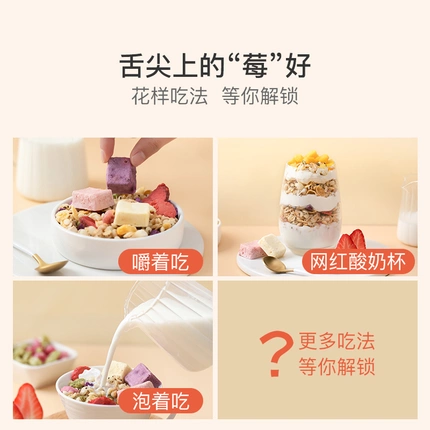 舌尖上的“莓”好
花样吃法 等你解锁
嚼着吃
网红酸奶杯
泡着吃
?
更多吃法
等你解锁